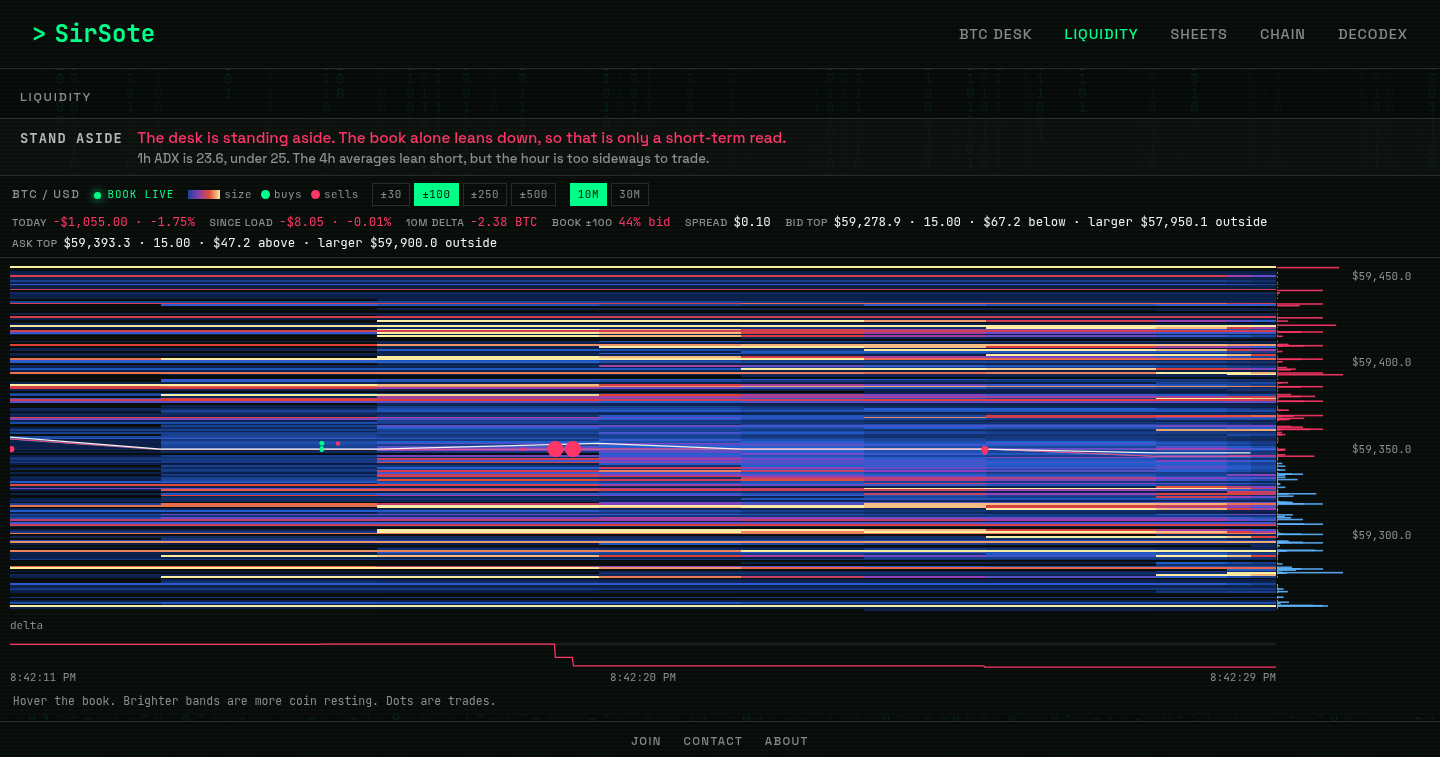 > SirSote
BTC DESK LIQUIDITY SHEETS CHAIN DECODEX
LIQUIDITY
STAND ASIDE The desk is standing aside. The book alone leans down, so that is only a short-term read.
1h ADX is 23.6, under 25. The 4h averages lean short, but the hour is too sideways to trade.
BTC / USD BOOK LIVE size buys sells ±30 ±100 ±250 ±500 10M 30M
TODAY -$1,055.00 · -1.75% SINCE LOAD -$8.05 · -0.01% 10M DELTA -2.38 BTC BOOK ±100 44% bid SPREAD $0.10 BID TOP $59,278.9 · 15.00 · $67.2 below · larger $57,950.1 outside
ASK TOP $59,393.3 · 15.00 · $47.2 above · larger $59,900.0 outside
$59,450.0
$59,400.0
$59,350.0
$59,300.0
delta
8:42:11 PM 8:42:20 PM 8:42:29 PM
Hover the book. Brighter bands are more coin resting. Dots are trades.
JOIN CONTACT ABOUT